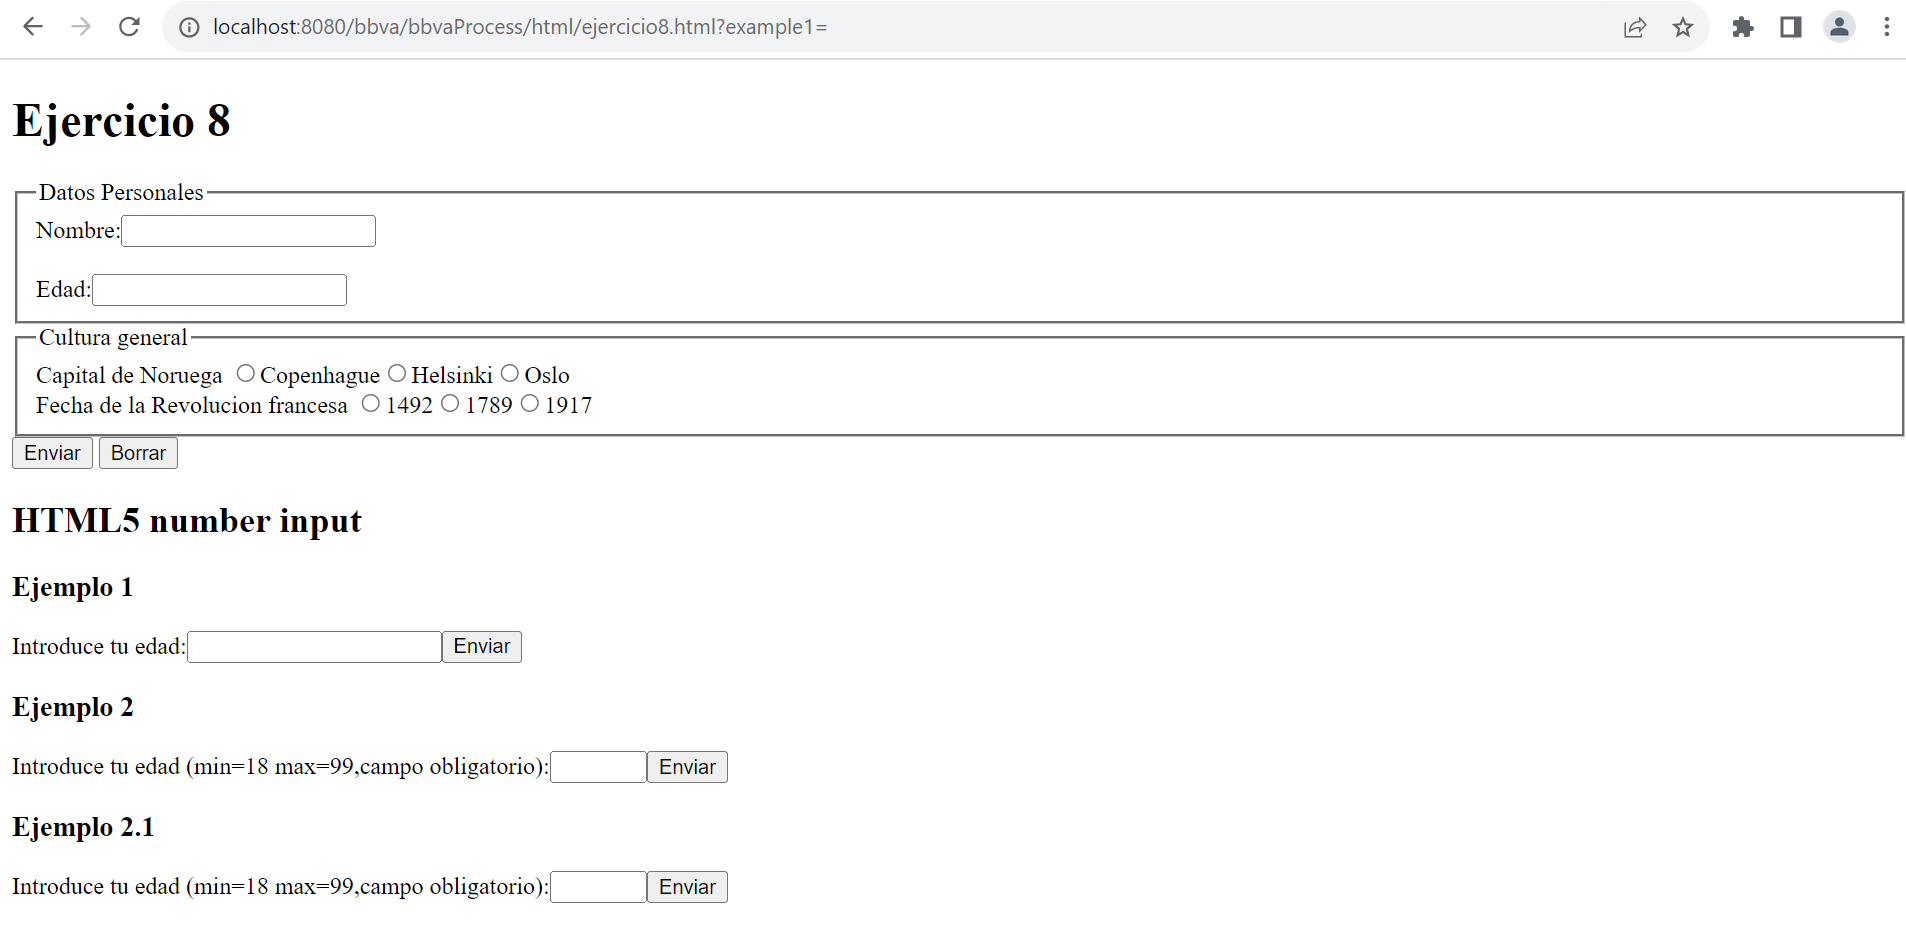 localhost:8080/bbva/bbvaProcess/html/ejercicio8.html?example1=
Ejercicio 8
Datos Personales
Nombre:
Edad:
Cultura general
Capital de Noruega Copenhague Helsinki Oslo
Fecha de la Revolucion francesa 1492 1789 1917
Enviar Borrar
HTML5 number input
Ejemplo 1
Introduce tu edad: Enviar
Ejemplo 2
Introduce tu edad (min=18 max=99,campo obligatorio): Enviar
Ejemplo 2.1
Introduce tu edad (min=18 max=99,campo obligatorio): Enviar